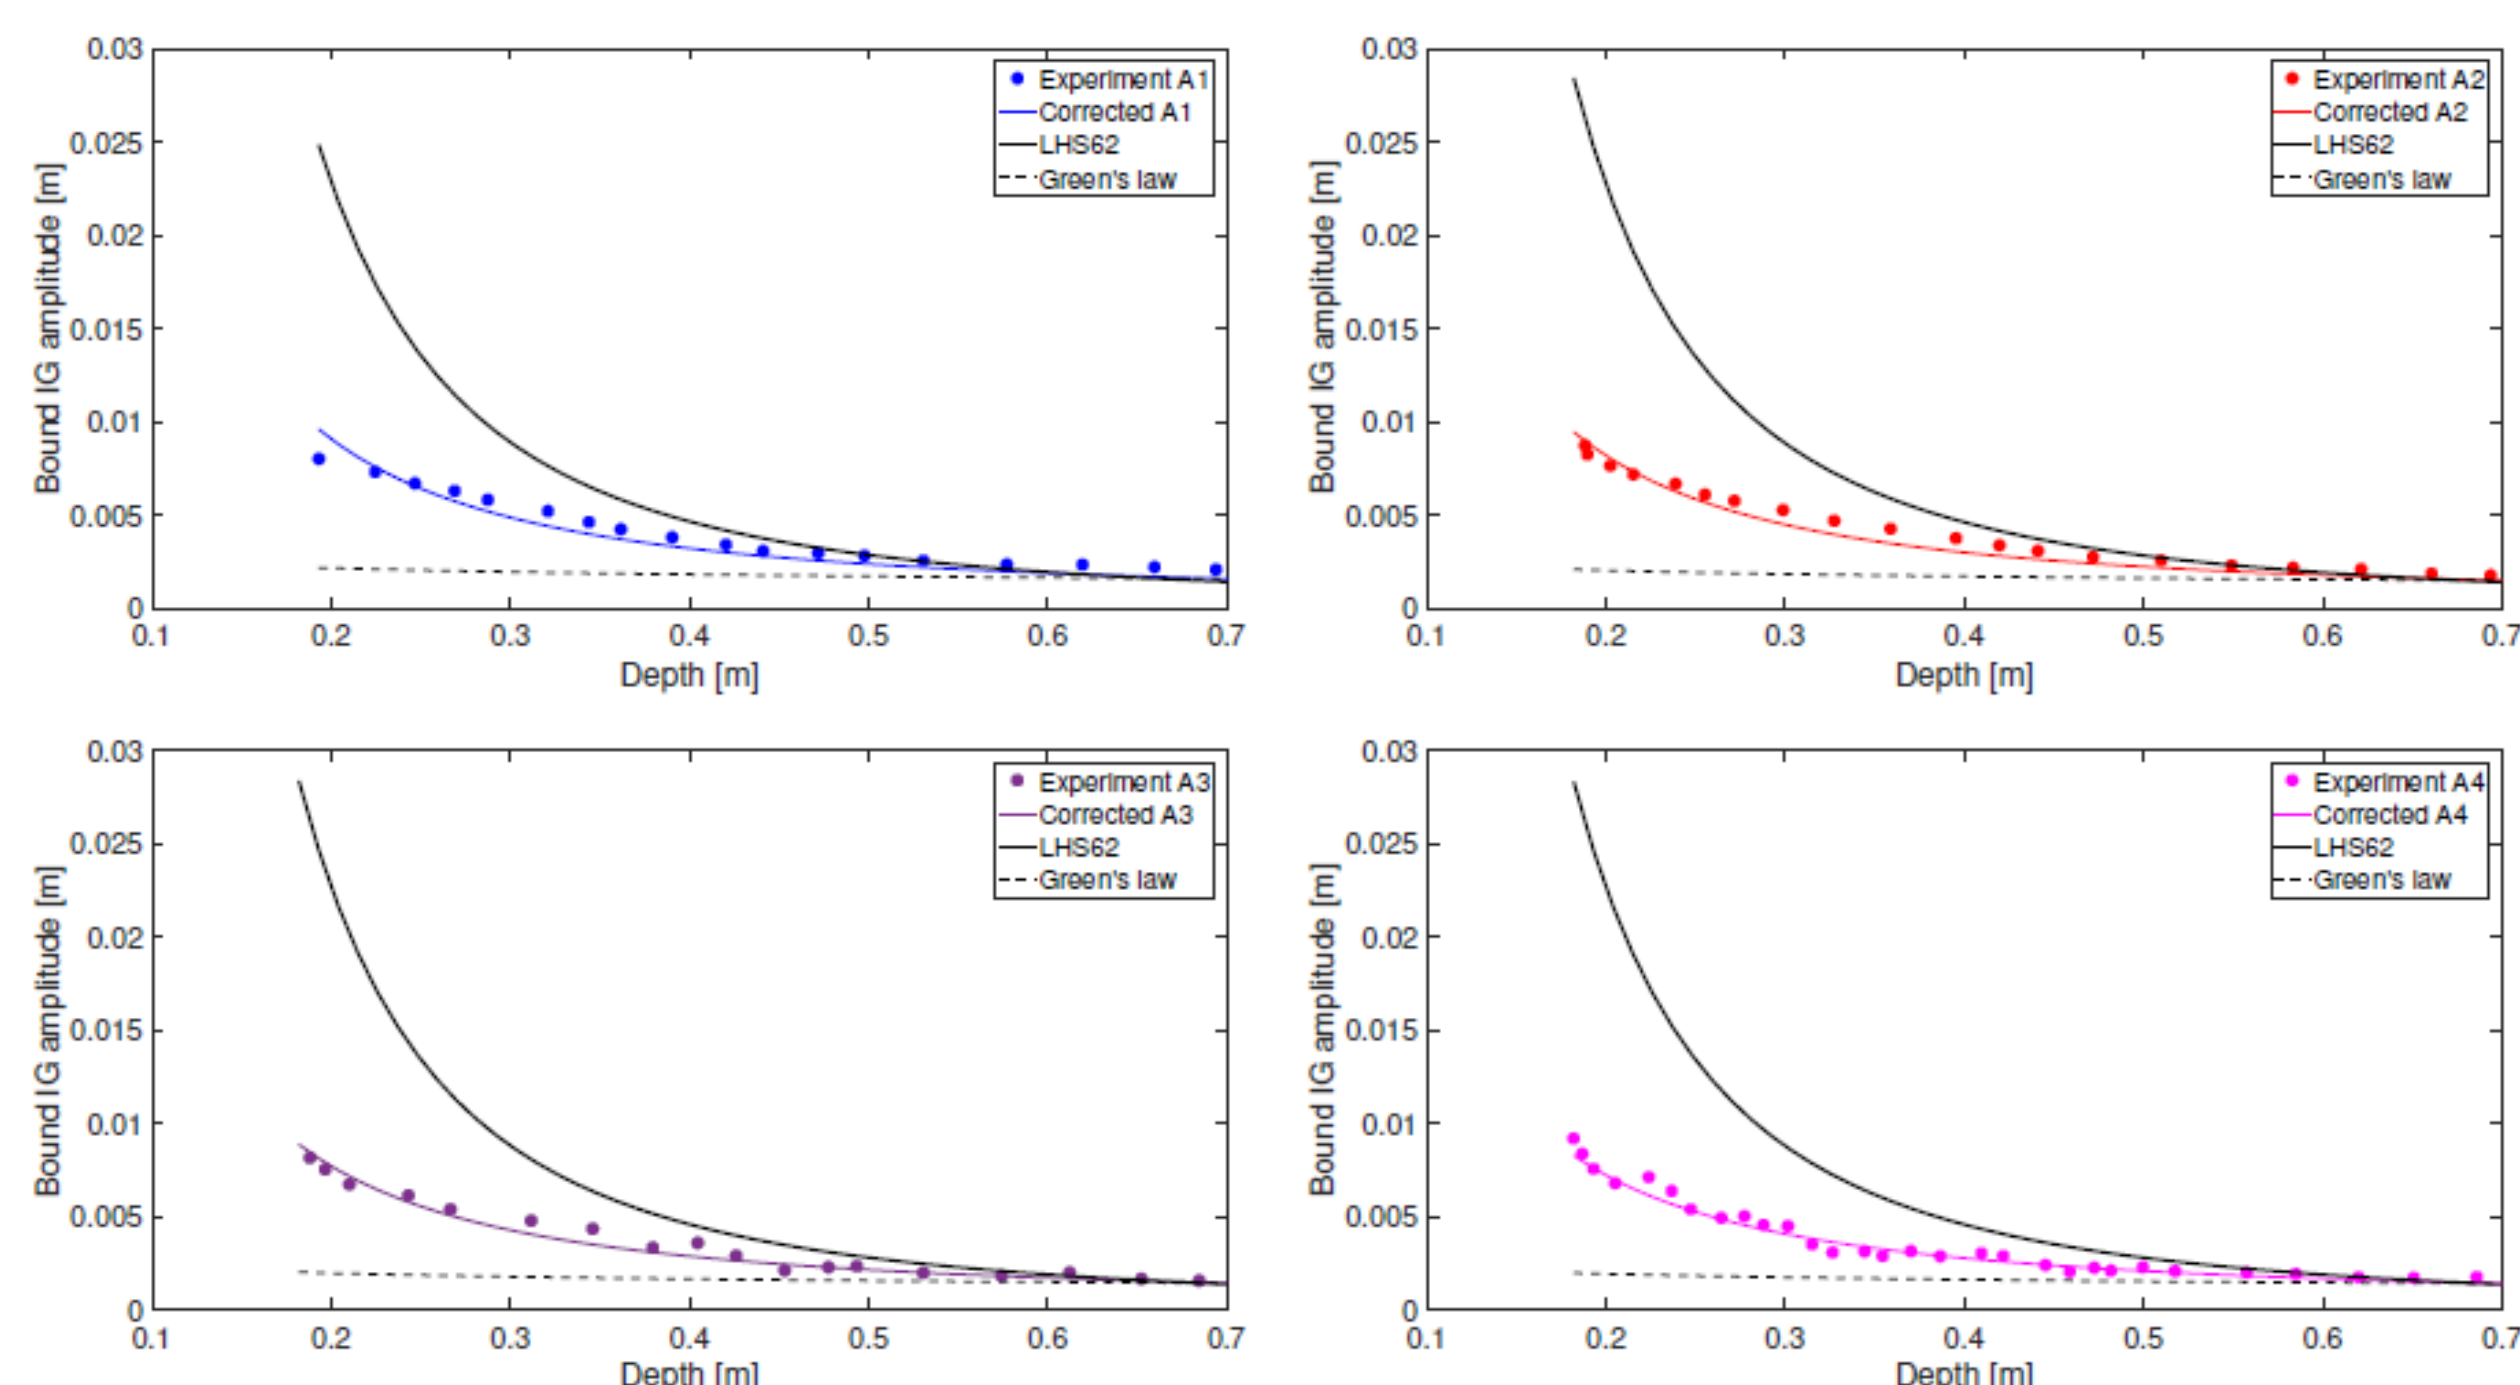 0.03
0.025
0.02
0.015
0.01
0.005
0
Bound IG amplitude [m]
Experiment A1
Corrected A1
LHS62
Green's law
0.1 0.2 0.3 0.4 0.5 0.6 0.7
Depth [m]
0.03
0.025
0.02
0.015
0.01
0.005
0
Bound IG amplitude [m]
Experiment A2
Corrected A2
LHS62
Green's law
0.1 0.2 0.3 0.4 0.5 0.6 0.7
Depth [m]
0.03
0.025
0.02
0.015
0.01
0.005
0
Bound IG amplitude [m]
Experiment A3
Corrected A3
LHS62
Green's law
0.1 0.2 0.3 0.4 0.5 0.6 0.7
Depth [m]
0.03
0.025
0.02
0.015
0.01
0.005
0
Bound IG amplitude [m]
Experiment A4
Corrected A4
LHS62
Green's law
0.1 0.2 0.3 0.4 0.5 0.6 0.7
Depth [m]